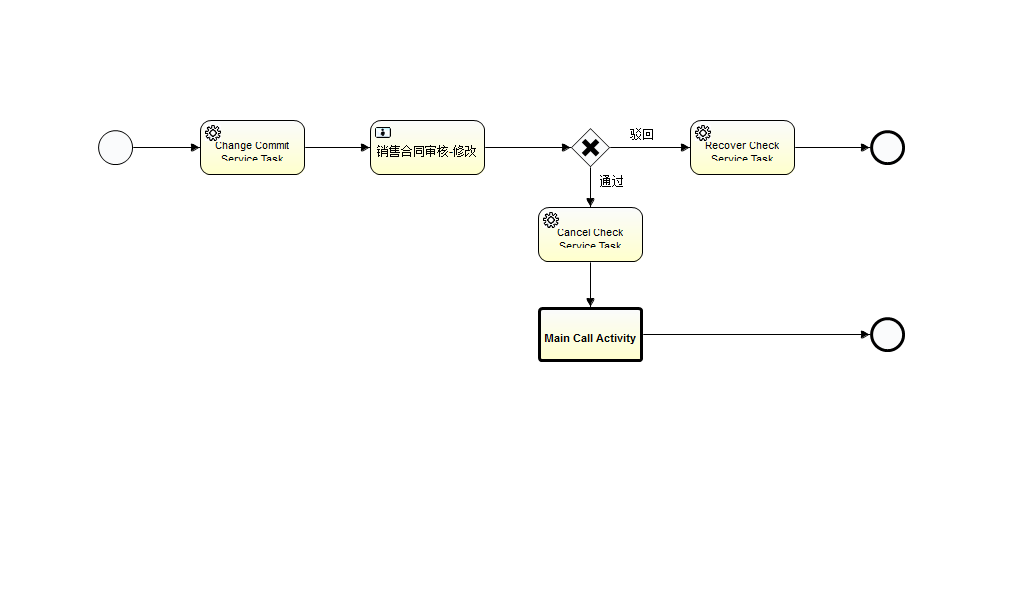 Change Commit
Service Task
销售合同审核-修改
驳回
Recover Check
Service Task
通过
Cancel Check
Service Task
Main Call Activity